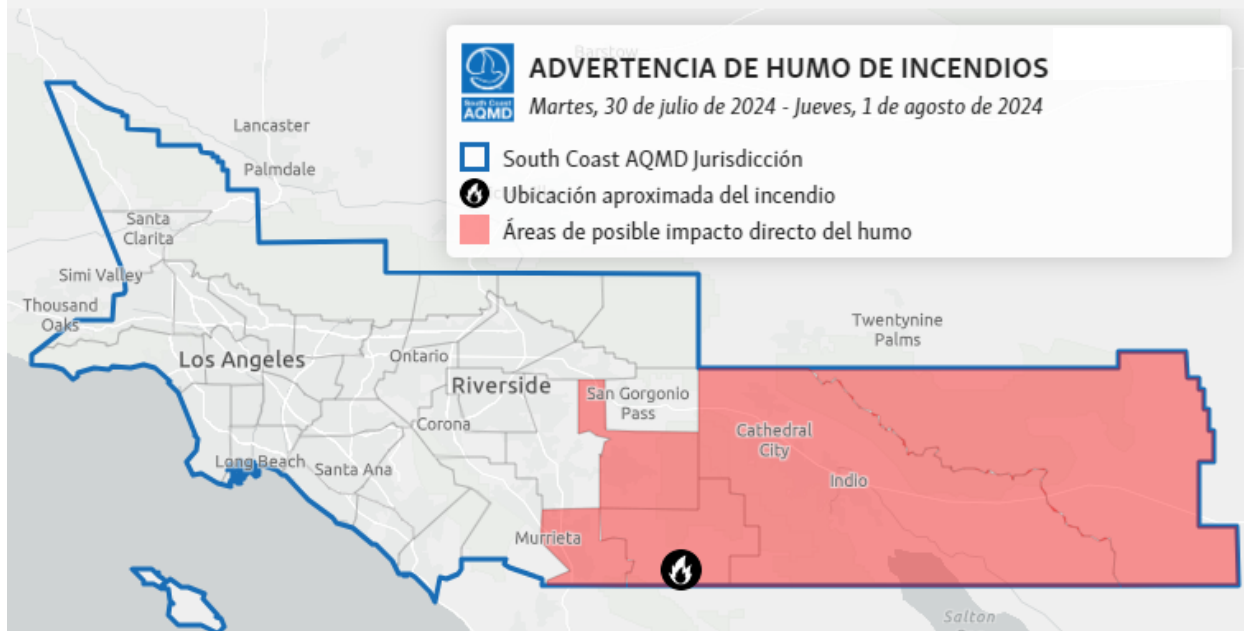 Barstow
South Coast
AQMD
ADVERTENCIA DE HUMO DE INCENDIOS
Martes, 30 de julio de 2024 - Jueves, 1 de agosto de 2024
South Coast AQMD Jurisdicción
Ubicación aproximada del incendio
Áreas de posible impacto directo del humo
Lancaster
Palmdale
Santa
Clarita
Simi Valley
Thousand
Oaks
Twentynine
Palms
Los Angeles
Ontario
Riverside
San Gorgonio
Pass
Corona
Cathedral
City
Long Beach
Santa Ana
Indio
Murrieta
Salton